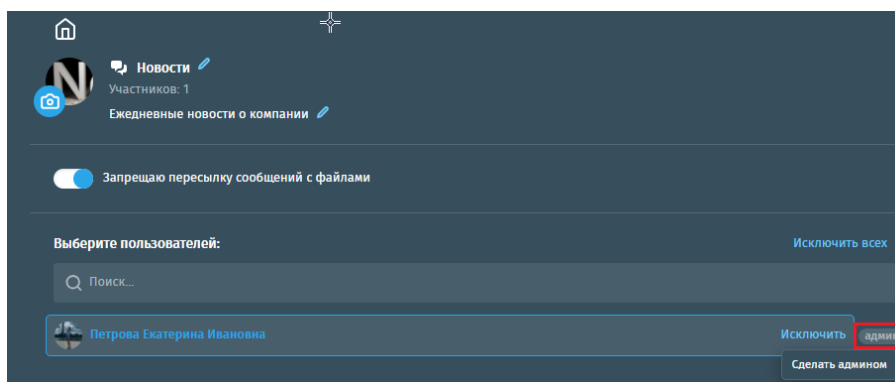 Новости
Участников: 1
Ежедневные новости о компании
Запрещаю пересылку сообщений с файлами
Выберите пользователей:
Исключить всех
Поиск...
Петрова Екатерина Ивановна
Исключить
Сделать админом